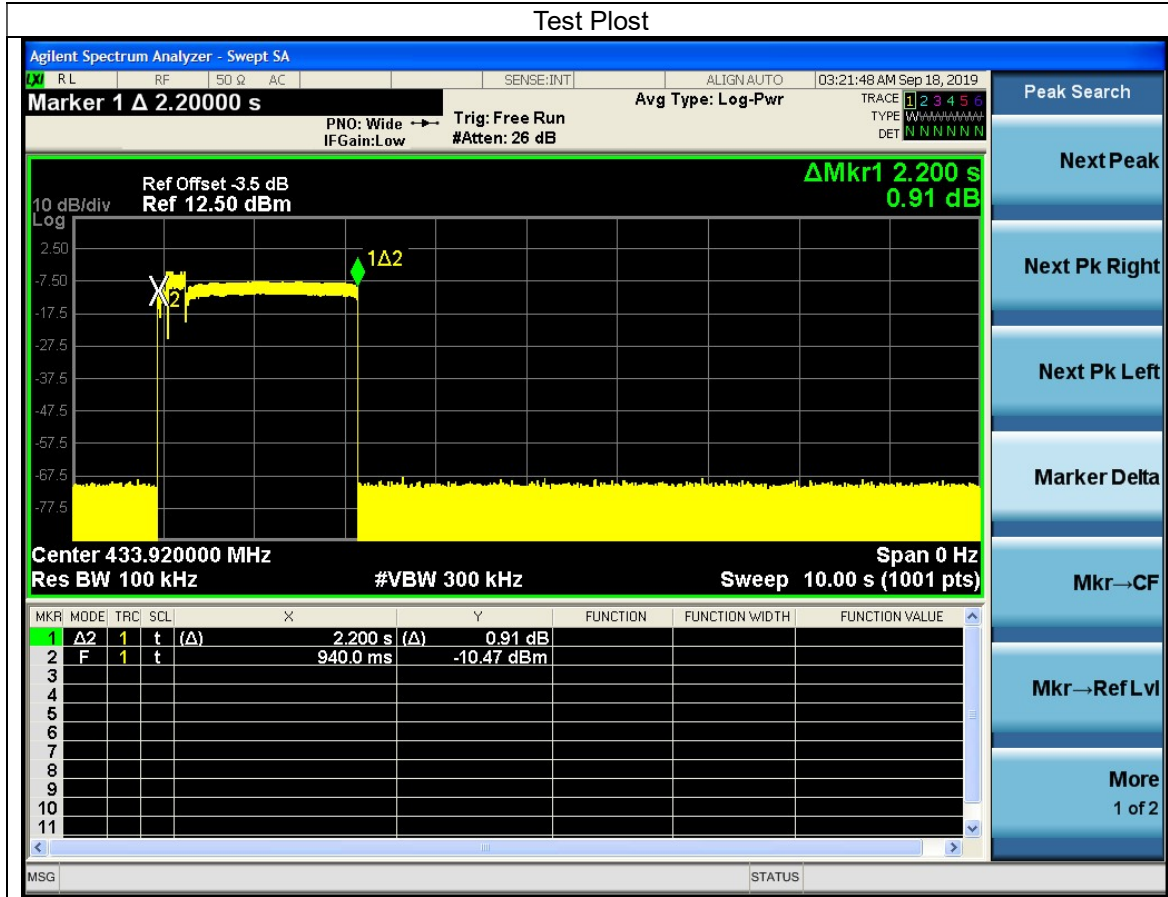 Test Plost
Agilent Spectrum Analyzer - Swept SA
LXI RL RF 50 Ω AC SENSE:INT ALIGN AUTO 03:21:48 AM Sep 18, 2019
Marker 1 Δ 2.20000 s
PNO: Wide
IFGain:Low
Trig: Free Run
#Atten: 26 dB
Avg Type: Log-Pwr
TRACE 1 2 3 4 5 6
TYPE W
DET N N N N N N
ΔMkr1 2.200 s
0.91 dB
Ref Offset -3.5 dB
10 dB/div Ref 12.50 dBm
Log
2.50
-7.50
-17.5
-27.5
-37.5
-47.5
-57.5
-67.5
-77.5
1Δ2
2
Center 433.920000 MHz Span 0 Hz
Res BW 100 kHz #VBW 300 kHz Sweep 10.00 s (1001 pts)
MKR MODE TRC SCL X Y FUNCTION FUNCTION WIDTH FUNCTION VALUE
1 Δ2 1 t (Δ) 2.200 s (Δ) 0.91 dB
2 F 1 t 940.0 ms -10.47 dBm
3
4
5
6
7
8
9
10
11
MSG STATUS
Peak Search
Next Peak
Next Pk Right
Next Pk Left
Marker Delta
Mkr→CF
Mkr→Ref Lvl
More
1 of 2